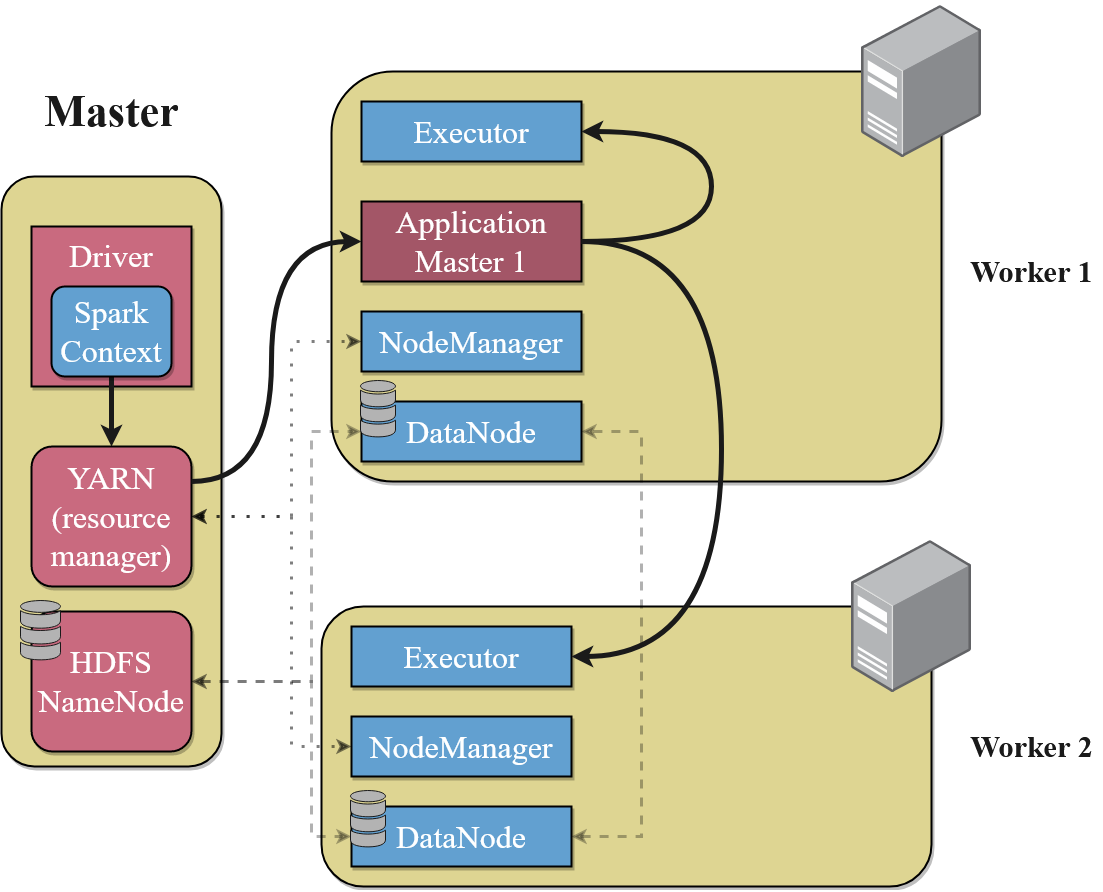 Master
Driver
Spark
Context
YARN
(resource
manager)
HDFS
NameNode
Executor
Application
Master 1
NodeManager
DataNode
Worker 1
Executor
NodeManager
DataNode
Worker 2